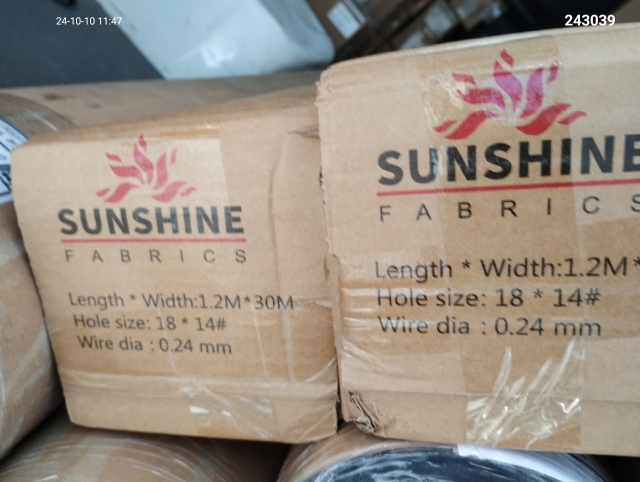 24-10-10 11:47
243039
SUNSHINE
FABRICS
Length * Width:1.2M*30M
Hole size: 18 * 14#
Wire dia : 0.24 mm
SUNSHINE
FABRICS
Length * Width:1.2M*
Hole size: 18 * 14#
Wire dia : 0.24 mm